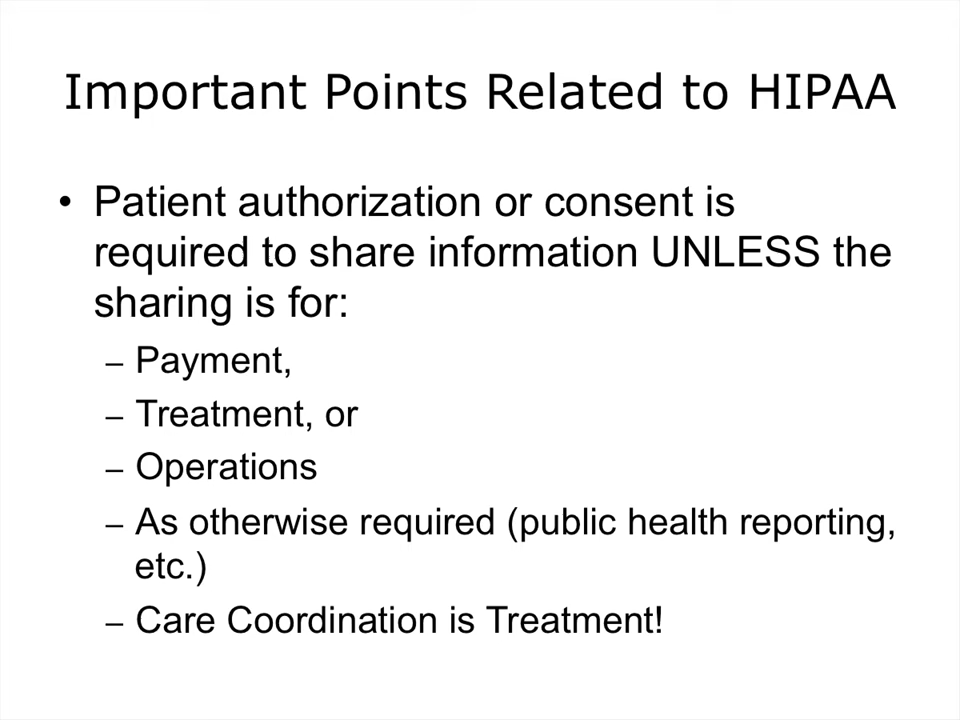 Important Points Related to HIPAA
• Patient authorization or consent is
required to share information UNLESS the
sharing is for:
– Payment,
– Treatment, or
– Operations
– As otherwise required (public health reporting,
etc.)
– Care Coordination is Treatment!